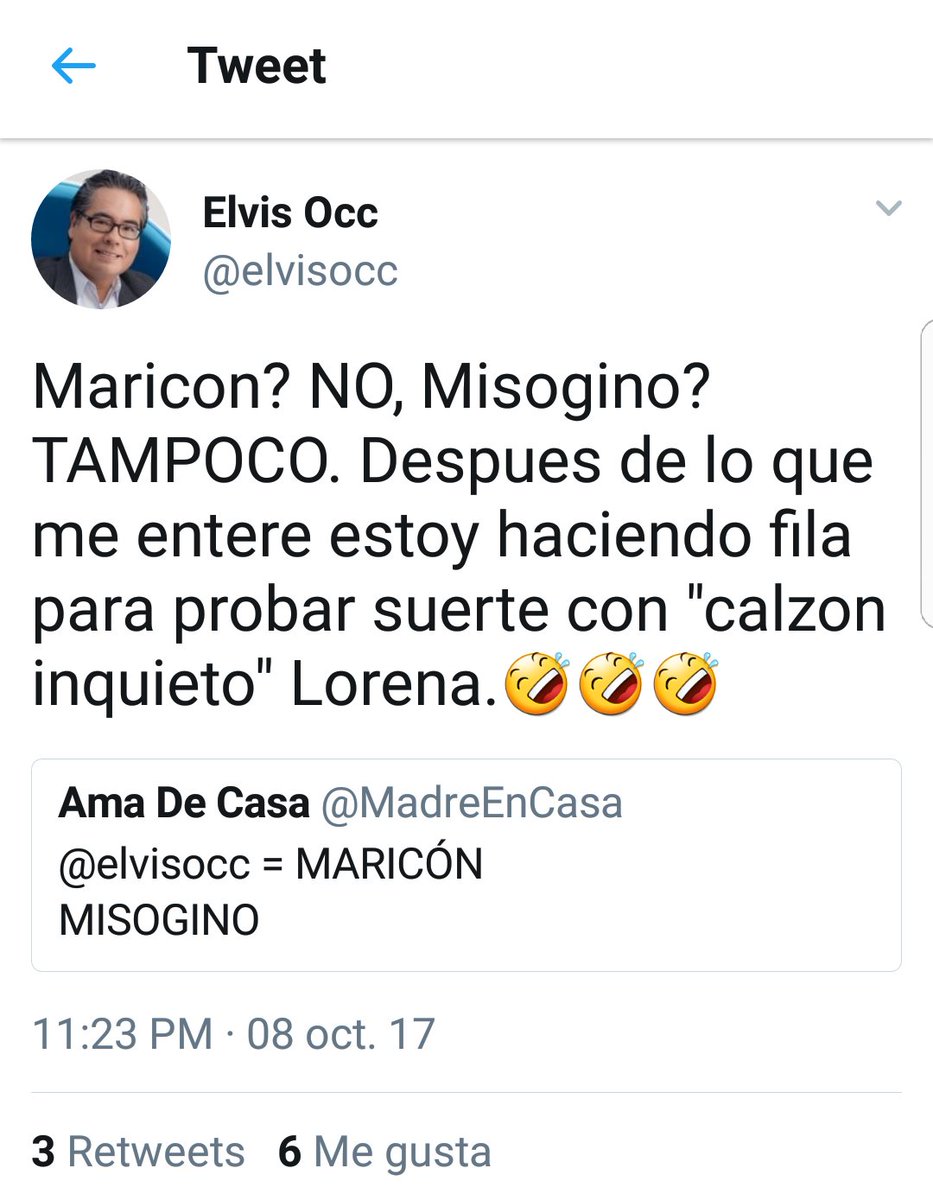 Tweet
Elvis Occ
@elvisocc
Maricon? NO, Misogino?
TAMPOCO. Despues de lo que
me entere estoy haciendo fila
para probar suerte con "calzon
inquieto" Lorena.🤣🤣🤣
Ama De Casa @MadreEnCasa
@elvisocc = MARICÓN
MISOGINO
11:23 PM · 08 oct. 17
3 Retweets 6 Me gusta